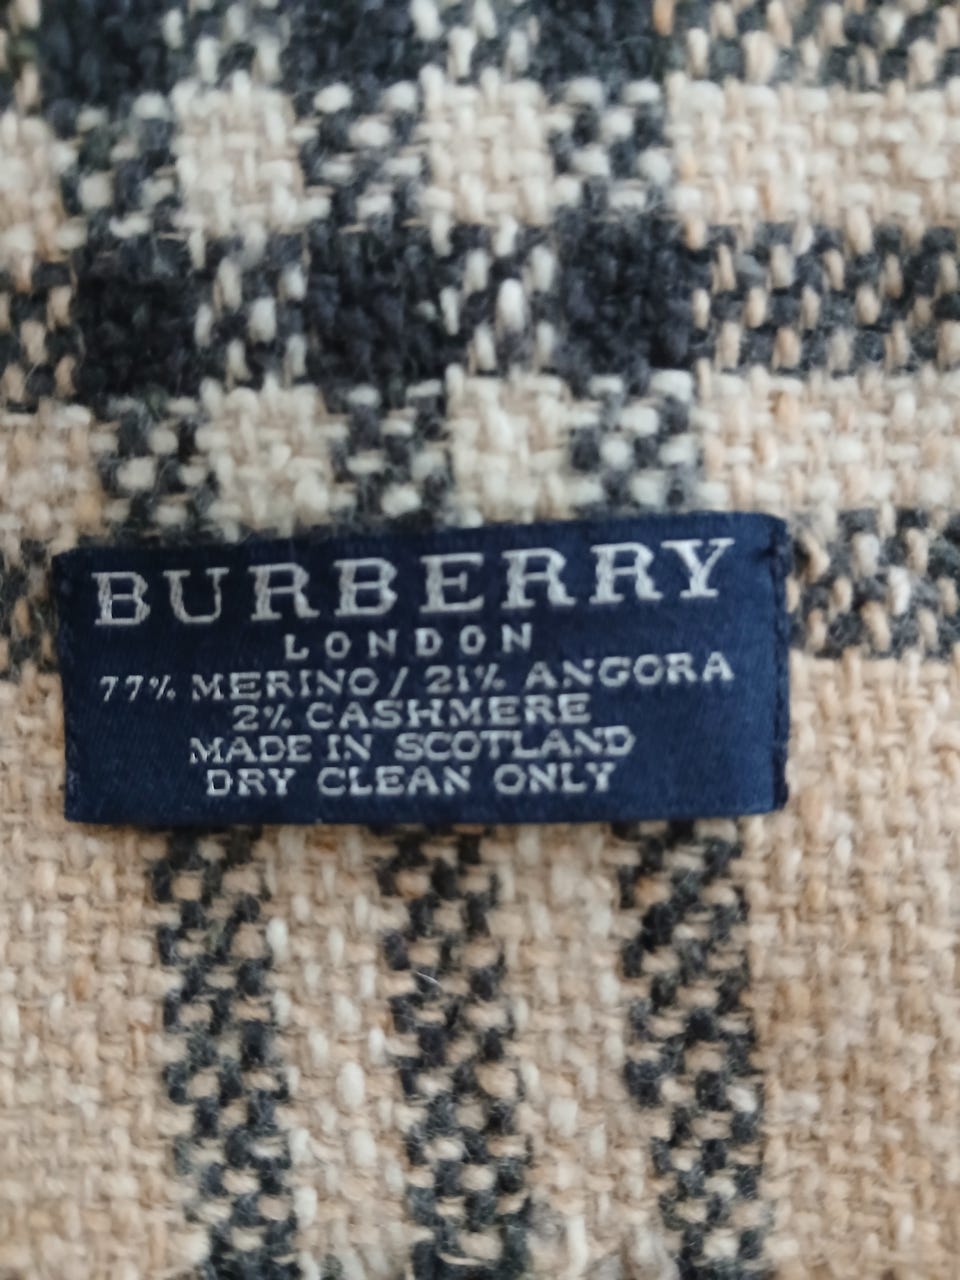 BURBERRY
LONDON
77% MERINO / 21% ANGORA
2% CASHMERE
MADE IN SCOTLAND
DRY CLEAN ONLY